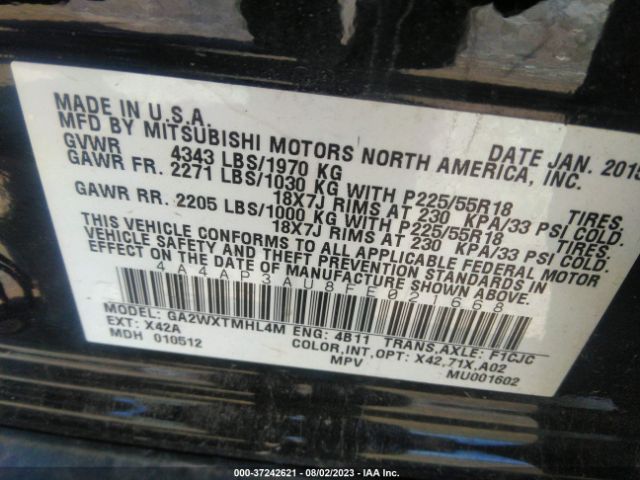 MADE IN U.S.A. DATE JAN. 2015
MFD BY MITSUBISHI MOTORS NORTH AMERICA, INC.
GVWR 4343 LBS/1970 KG
GAWR FR. 2271 LBS/1030 KG WITH P225/55R18 TIRES,
18X7J RIMS AT 230 KPA/33 PSI COLD.
GAWR RR. 2205 LBS/1000 KG WITH P225/55R18 TIRES,
18X7J RIMS AT 230 KPA/33 PSI COLD.
THIS VEHICLE CONFORMS TO ALL APPLICABLE FEDERAL MOTOR
VEHICLE SAFETY AND THEFT PREVENTION STANDARDS IN
EFFECT ON THE DATE OF MANUFACTURE SHOWN ABOVE.
4A4AP3AU8FE021668
MODEL: GA2WXTMHL4M ENG: 4B11 TRANS.AXLE: F1CJC
EXT: X42A COLOR,INT,OPT: X42,71X,A02
MDH 010512 MPV MU001602
000-37242621 - 08/02/2023 - IAA Inc.